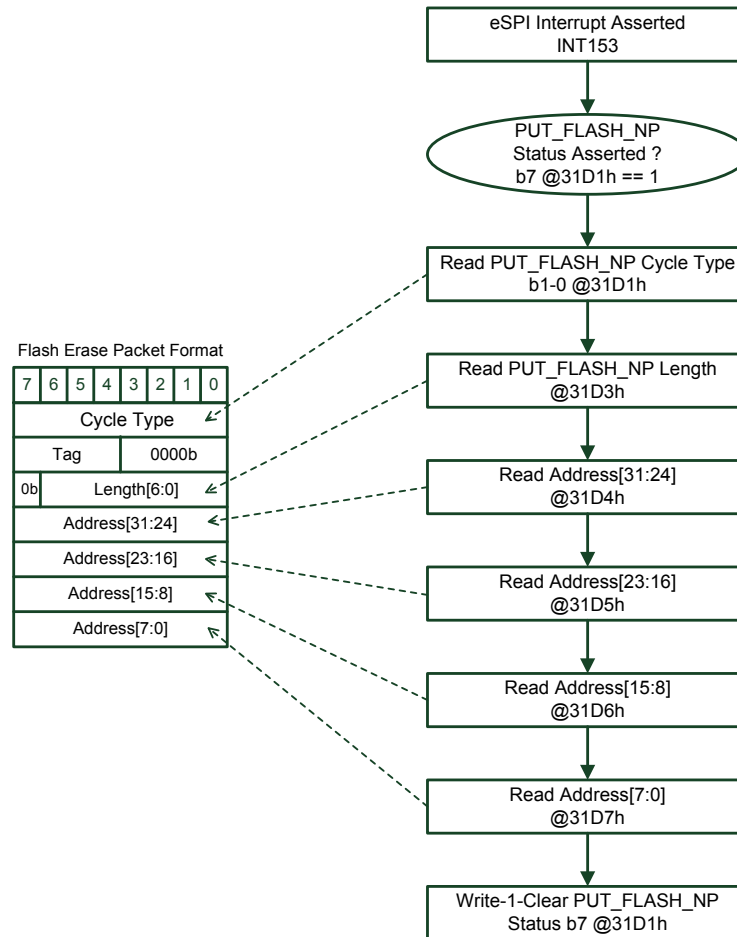 eSPI Interrupt Asserted
INT153
PUT_FLASH_NP
Status Asserted ?
b7 @31D1h == 1
Read PUT_FLASH_NP Cycle Type
b1-0 @31D1h
Flash Erase Packet Format
7 6 5 4 3 2 1 0
Cycle Type
Tag 0000b
0b Length[6:0]
Address[31:24]
Address[23:16]
Address[15:8]
Address[7:0]
Read PUT_FLASH_NP Length
@31D3h
Read Address[31:24]
@31D4h
Read Address[23:16]
@31D5h
Read Address[15:8]
@31D6h
Read Address[7:0]
@31D7h
Write-1-Clear PUT_FLASH_NP
Status b7 @31D1h